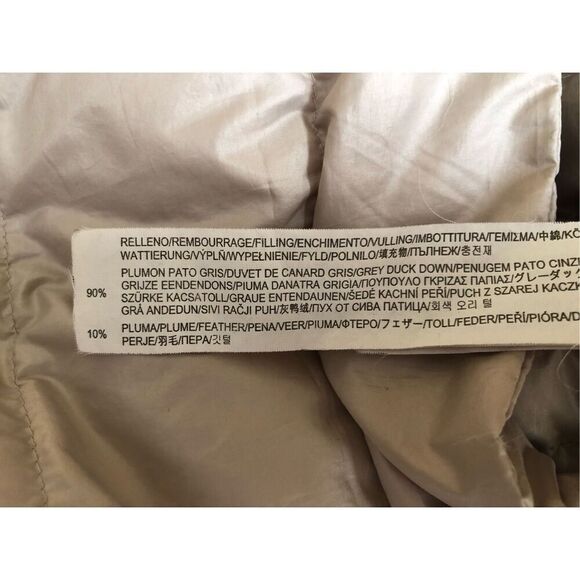 RELLENO/REMBOURRAGE/FILLING/ENCHIMENTO/VULLING/IMBOTTITURA/ΓΕΜΙΣΜΑ/中綿/KÖ
WATTIERUNG/VÝPLŇ/WYPEŁNIENIE/FYLD/POLNILO/填充物/ПЪЛНЕЖ/충전재
PLUMON PATO GRIS/DUVET DE CANARD GRIS/GREY DUCK DOWN/PENUGEM PATO CINZE
90% GRIJZE EENDENDONS/PIUMA DANATRA GRIGIA/ΠΟΥΠΟΥΛΟ ΓΚΡΙΖΑΣ ΠΑΠΙΑΣ/グレーダック
SZÜRKE KACSATOLL/GRAUE ENTENDAUNEN/ŠEDÉ KACHNÍ PEŘÍ/PUCH Z SZAREJ KACZK
GRÅ ANDEDUN/SIVI RAČJI PUH/灰鸭绒/ПУХ ОТ СИВА ПАТИЦА/회색 오리 털
10% PLUMA/PLUME/FEATHER/PENA/VEER/PIUMA/ΦΤΕΡΟ/フェザー/TOLL/FEDER/PEŘÍ/PIÓRA/D
PERJE/羽毛/ПЕРА/깃털